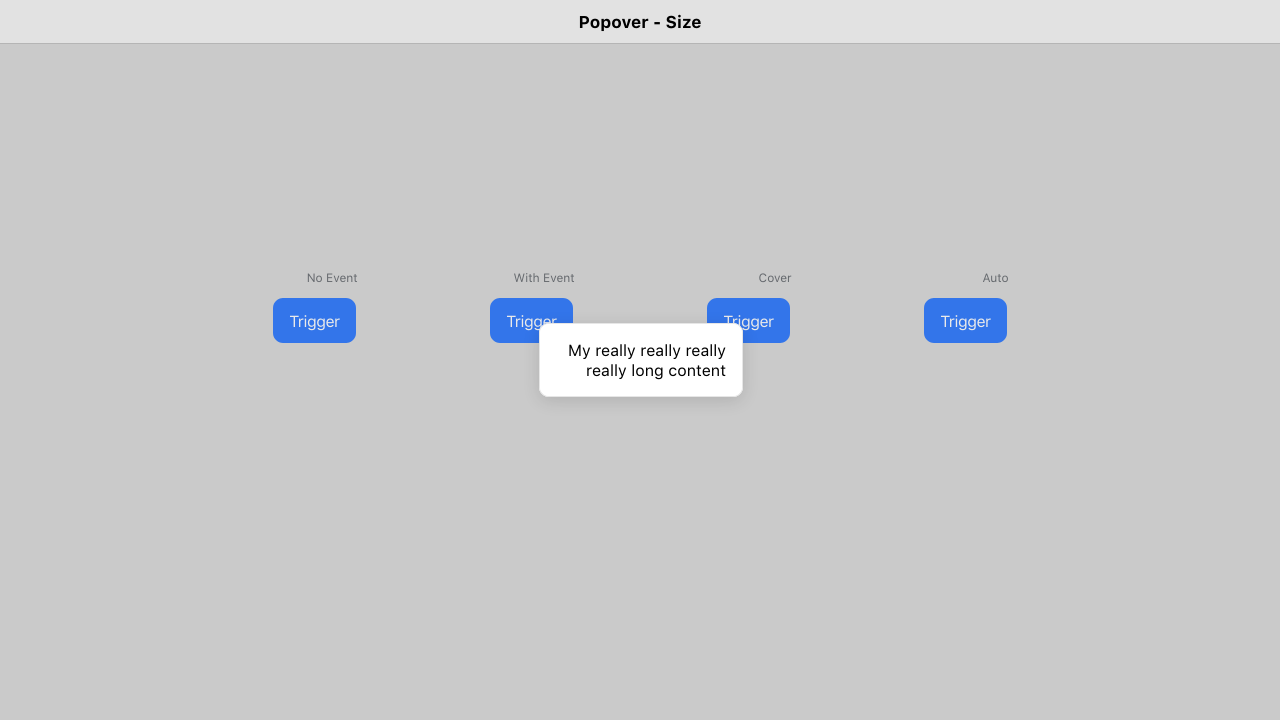 Popover - Size
No Event
With Event
Cover
Auto
Trigger
Trigger
Trigger
Trigger
My really really really
really long content